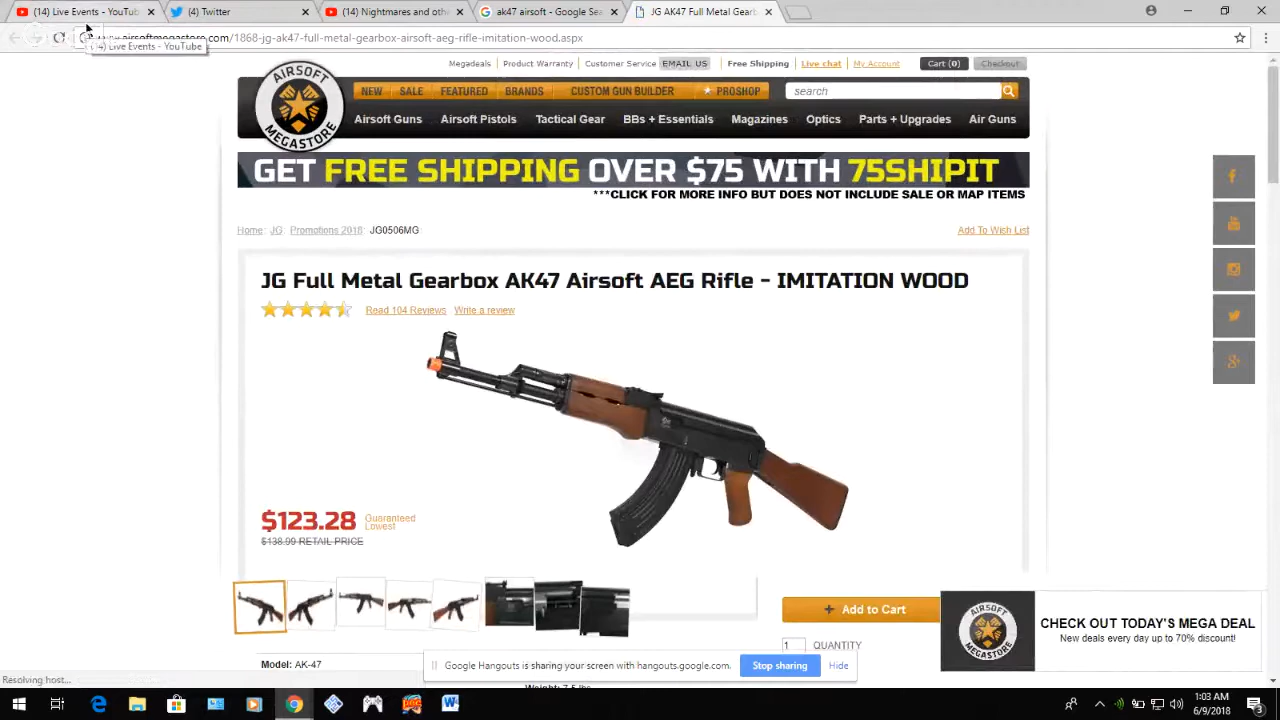 (14) Live Events - YouTube
(4) Twitter
(14) Nightmares and othe
ak47 airsoft - Google Sea
JG AK47 Full Metal Gearb
airsoftmegastore.com/1868-jg-ak47-full-metal-gearbox-airsoft-aeg-rifle-imitation-wood.aspx
(14) Live Events - YouTube
Megadeals
Product Warranty
Customer Service
EMAIL US
Free Shipping
Live chat
My Account
Cart (0)
Checkout
AIRSOFT
MEGASTORE
NEW
SALE
FEATURED
BRANDS
CUSTOM GUN BUILDER
PROSHOP
search
Airsoft Guns
Airsoft Pistols
Tactical Gear
BBs + Essentials
Magazines
Optics
Parts + Upgrades
Air Guns
GET FREE SHIPPING OVER $75 WITH 75SHIPIT
***CLICK FOR MORE INFO BUT DOES NOT INCLUDE SALE OR MAP ITEMS
Home: JG Promotions 2018: JG0506MG
Add To Wish List
JG Full Metal Gearbox AK47 Airsoft AEG Rifle - IMITATION WOOD
Read 104 Reviews
Write a review
$123.28
Guaranteed
Lowest
$138.99 RETAIL PRICE
+ Add to Cart
1 QUANTITY
Model: AK-47
CHECK OUT TODAY'S MEGA DEAL
New deals every day up to 70% discount!
Google Hangouts is sharing your screen with hangouts.google.com.
Stop sharing
Hide
Resolving host...
1:03 AM
6/9/2018